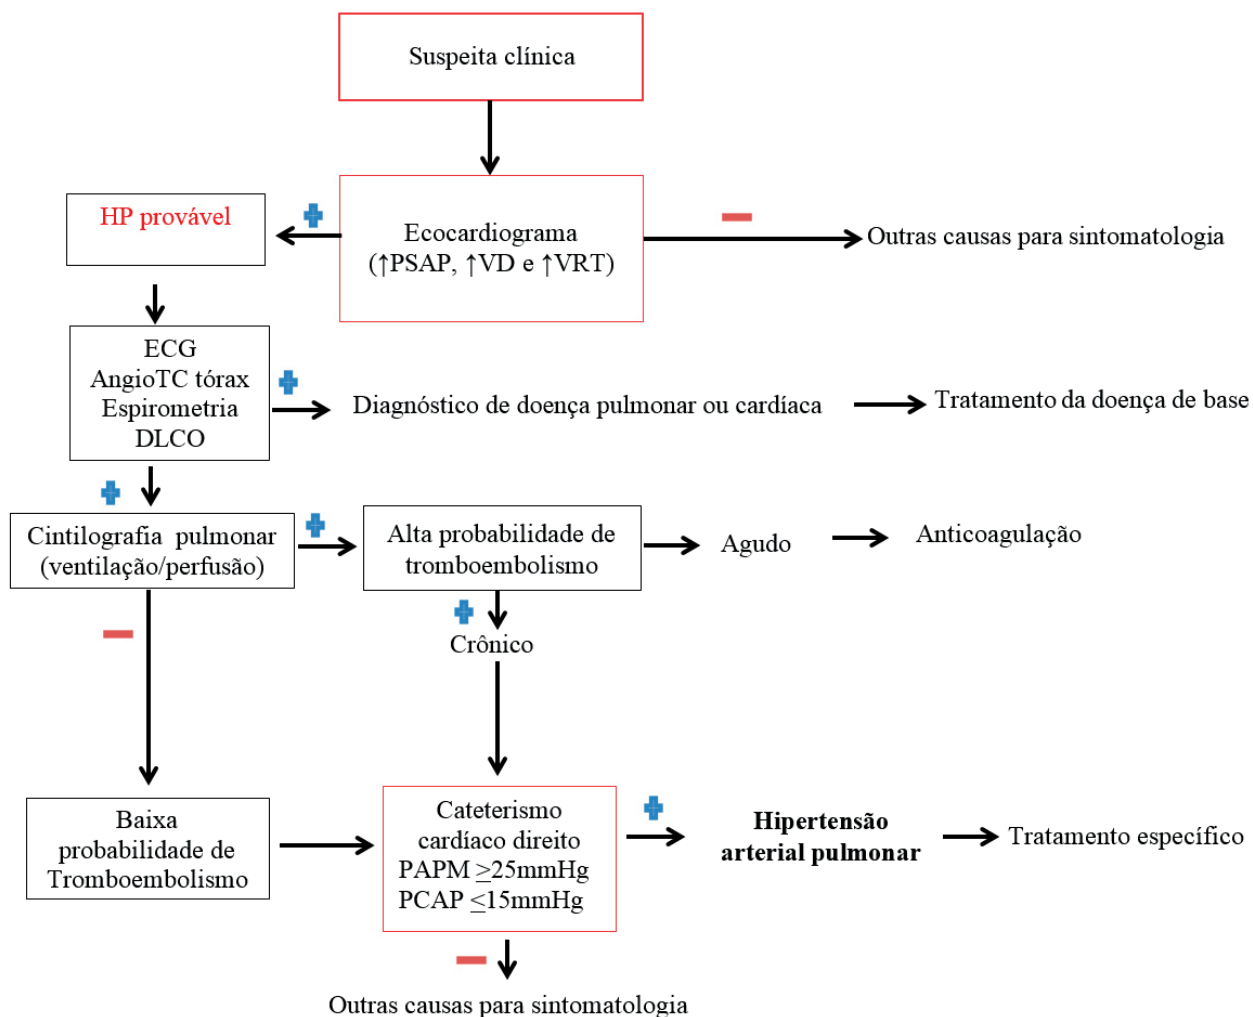 Suspeita clínica
HP provável
Ecocardiograma
(↑PSAP, ↑VD e ↑VRT)
Outras causas para sintomatologia
ECG
AngioTC tórax
Espirometria
DLCO
Diagnóstico de doença pulmonar ou cardíaca
Tratamento da doença de base
Cintilografia pulmonar
(ventilação/perfusão)
Alta probabilidade de
tromboembolismo
Agudo
Anticoagulação
Crônico
Baixa
probabilidade de
Tromboembolismo
Cateterismo
cardíaco direito
PAPM ≥25mmHg
PCAP ≤15mmHg
Hipertensão
arterial pulmonar
Tratamento específico
Outras causas para sintomatologia